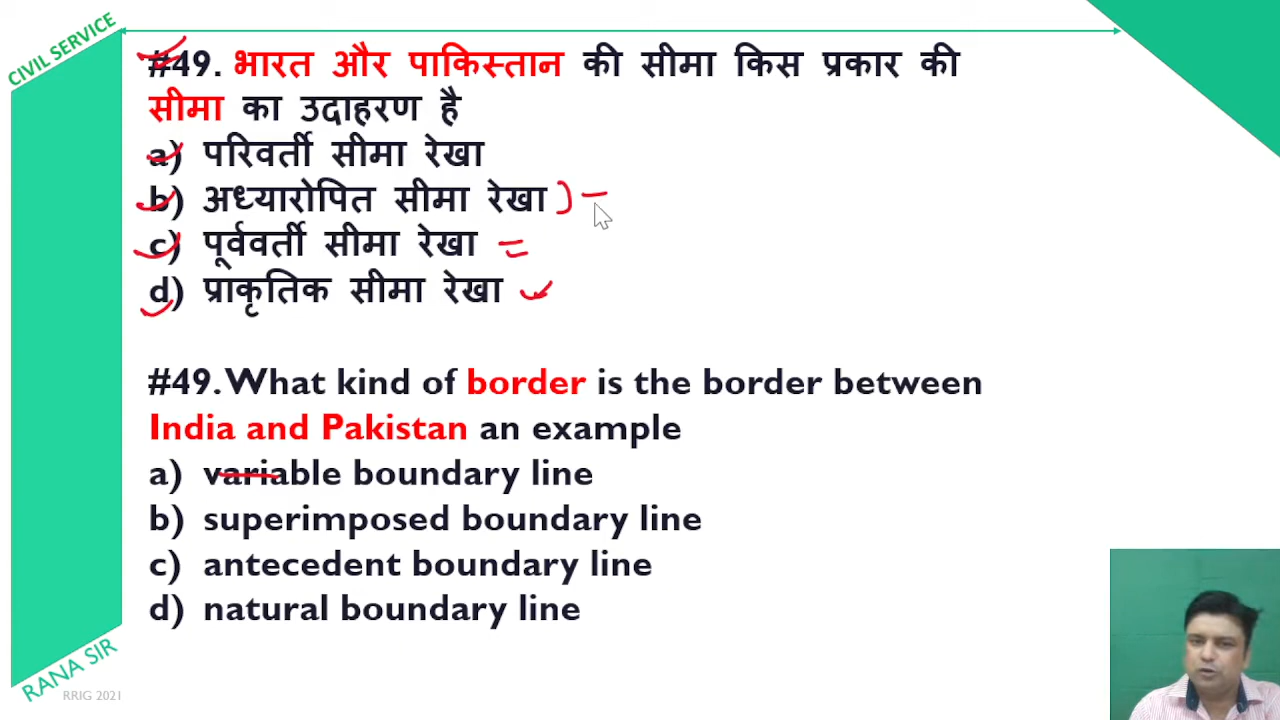 CIVIL SERVICE
#49. भारत और पाकिस्तान की सीमा किस प्रकार की
सीमा का उदाहरण है
a) परिवर्ती सीमा रेखा
b) अध्यारोपित सीमा रेखा
c) पूर्ववर्ती सीमा रेखा
d) प्राकृतिक सीमा रेखा
#49. What kind of border is the border between
India and Pakistan an example
a) variable boundary line
b) superimposed boundary line
c) antecedent boundary line
d) natural boundary line
RANA SIR
RRIG 2021